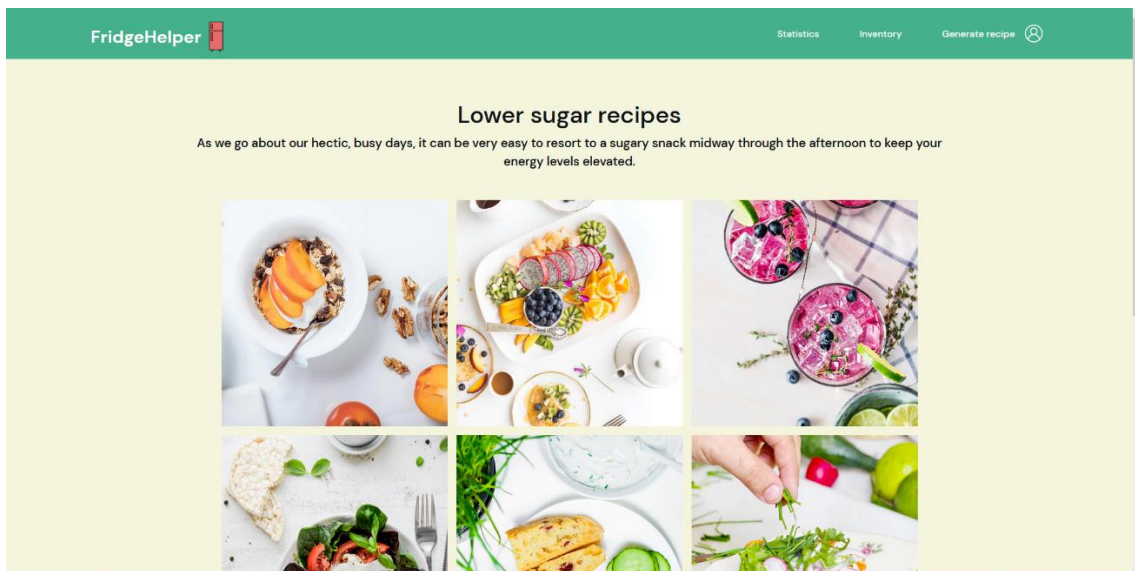 FridgeHelper
Statistics
Inventory
Generate recipe
Lower sugar recipes
As we go about our hectic, busy days, it can be very easy to resort to a sugary snack midway through the afternoon to keep your
energy levels elevated.